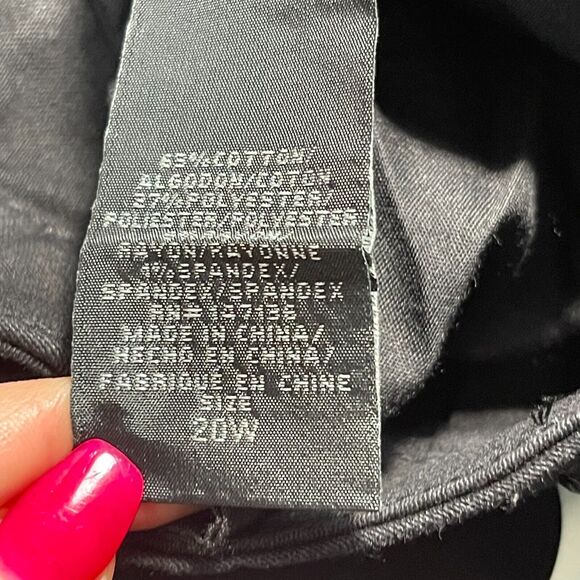 COTTON/
ALGODON/COTON
27%POLYESTER/
POLIESTER/POLYESTER
RAYON/RAYONNE
1%SPANDEX/
SPANDEX/SPANDEX
RN# 147138
MADE IN CHINA/
HECHO EN CHINA/
FABRIQUE EN CHINE
SIZE
20W